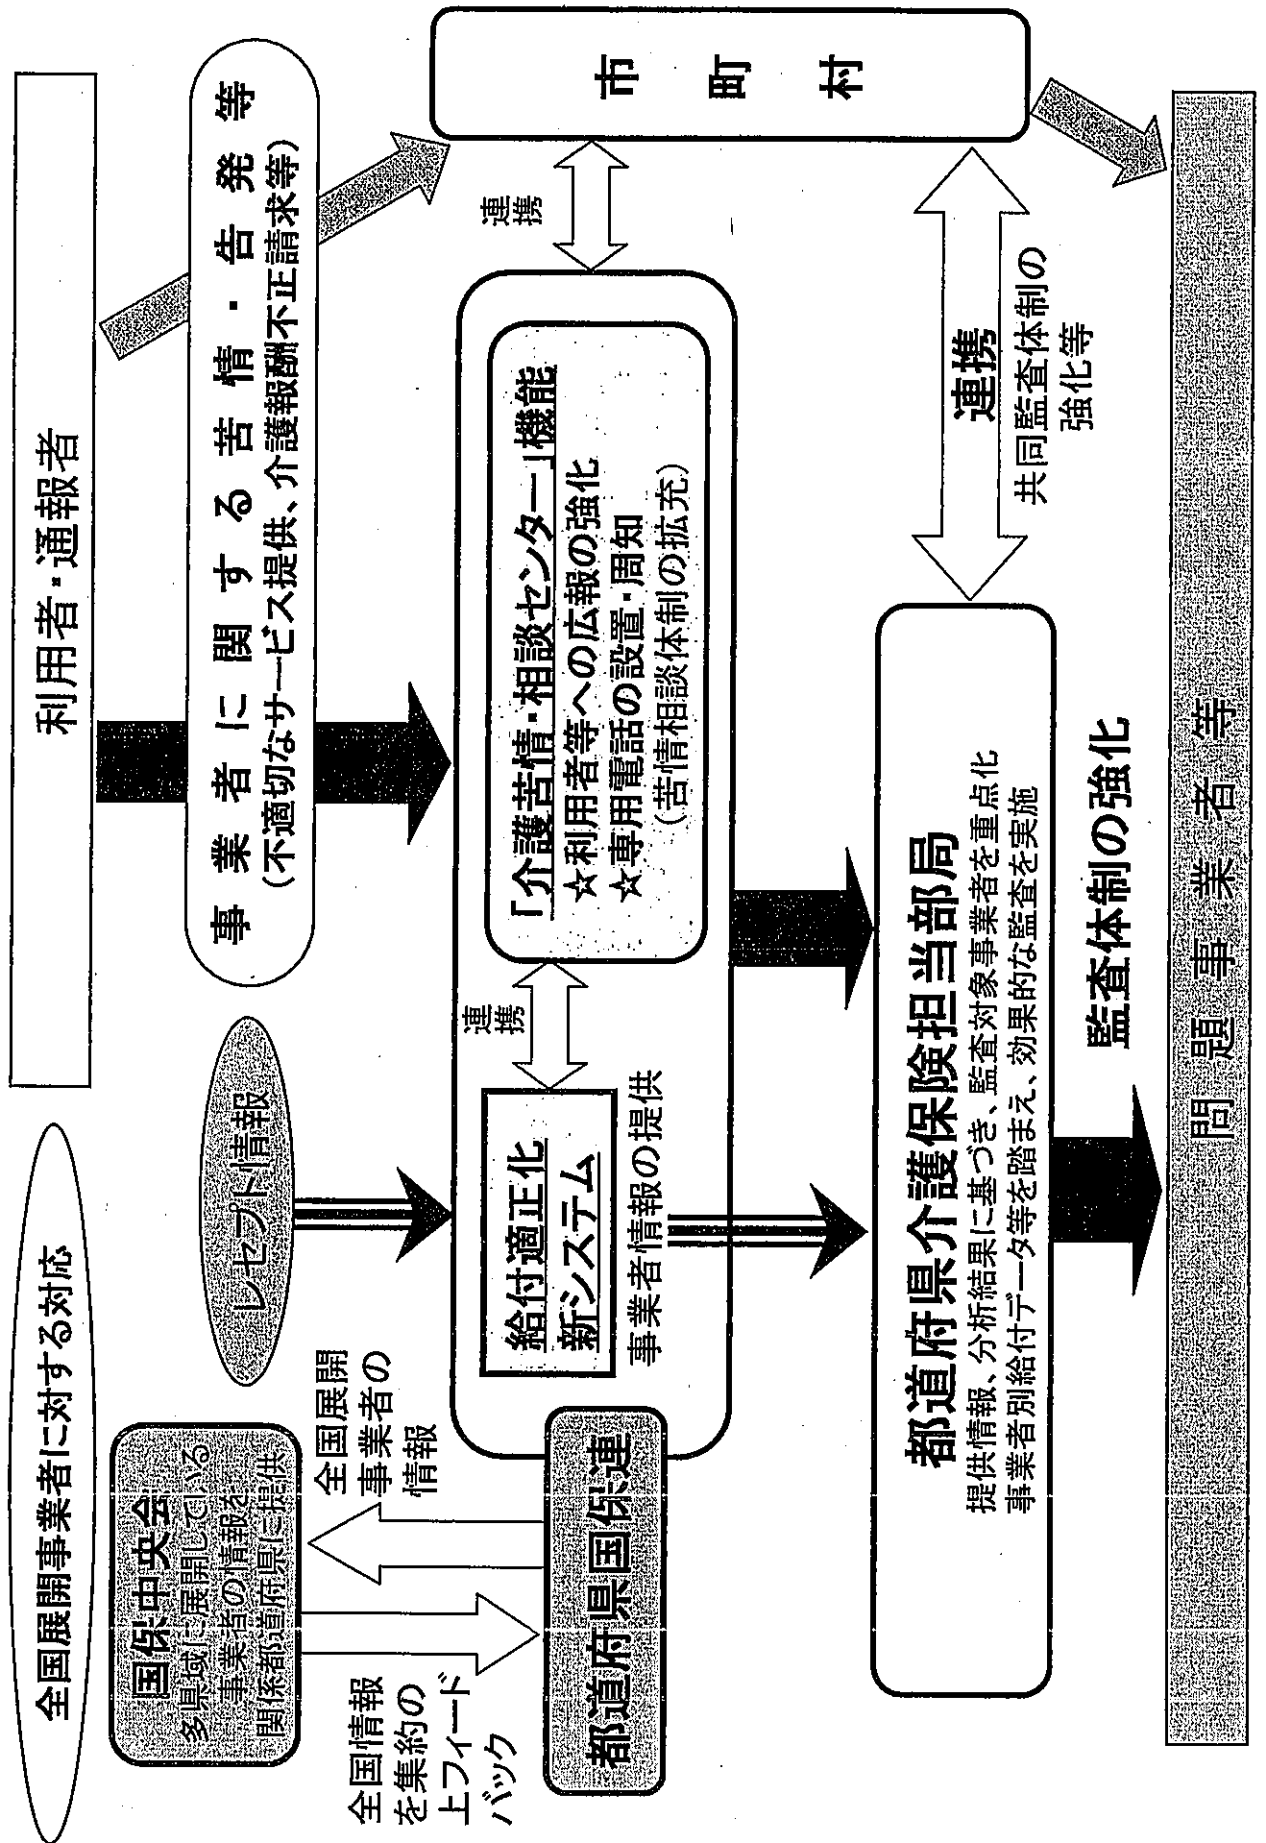 全国展開事業者に対する対応
利用者・通報者
国保中央会
多県域に展開している
事業者の情報を
関係都道府県に提供
レセプト情報
事業者に関する苦情・告発等
(不適切なサービス提供、介護報酬不正請求等)
全国情報
を集約の
上フィード
バック
全国展開
事業者の
情報
都道府県国保連
給付適正化
新システム
事業者情報の提供
連携
「介護苦情・相談センター」機能
☆利用者等への広報の強化
☆専用電話の設置・周知
(苦情相談体制の拡充)
連携
市町村
都道府県介護保険担当部局
提供情報、分析結果に基づき、監査対象事業者を重点化
事業者別給付データ等を踏まえ、効果的な監査を実施
連携
共同監査体制の
強化等
監査体制の強化
問題事業者等